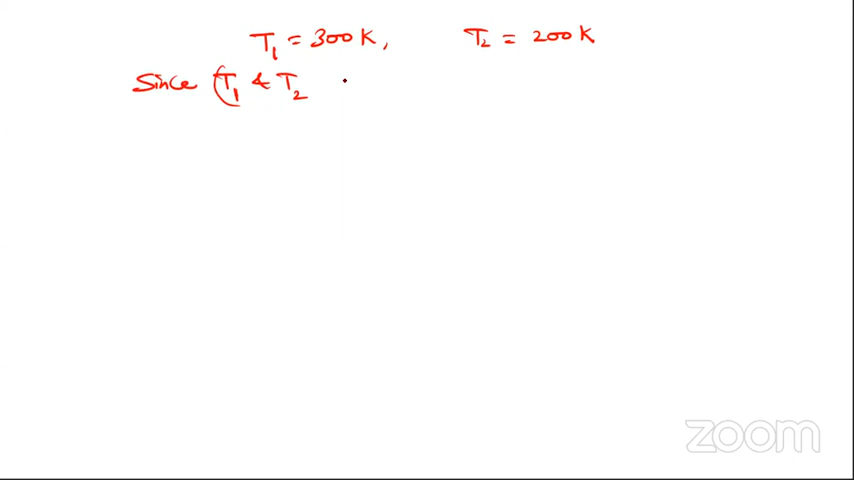 T₁ = 300 K, T₂ = 200 K
Since (T₁ & T₂
zoom